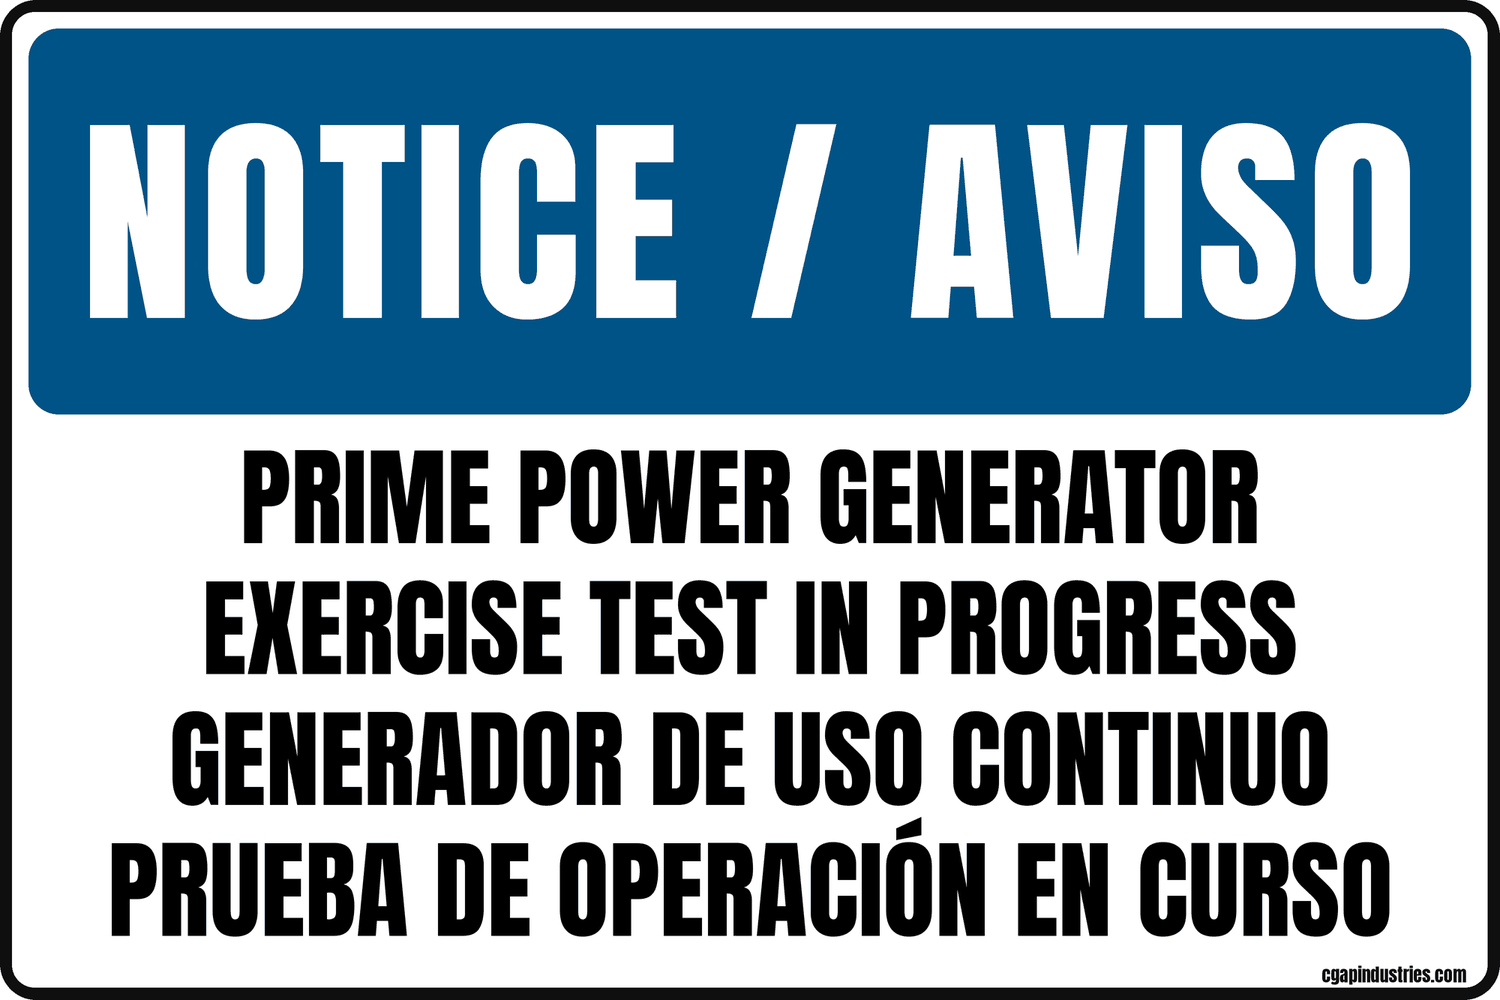 NOTICE / AVISO
PRIME POWER GENERATOR
EXERCISE TEST IN PROGRESS
GENERADOR DE USO CONTINUO
PRUEBA DE OPERACIÓN EN CURSO
cgapindustries.com